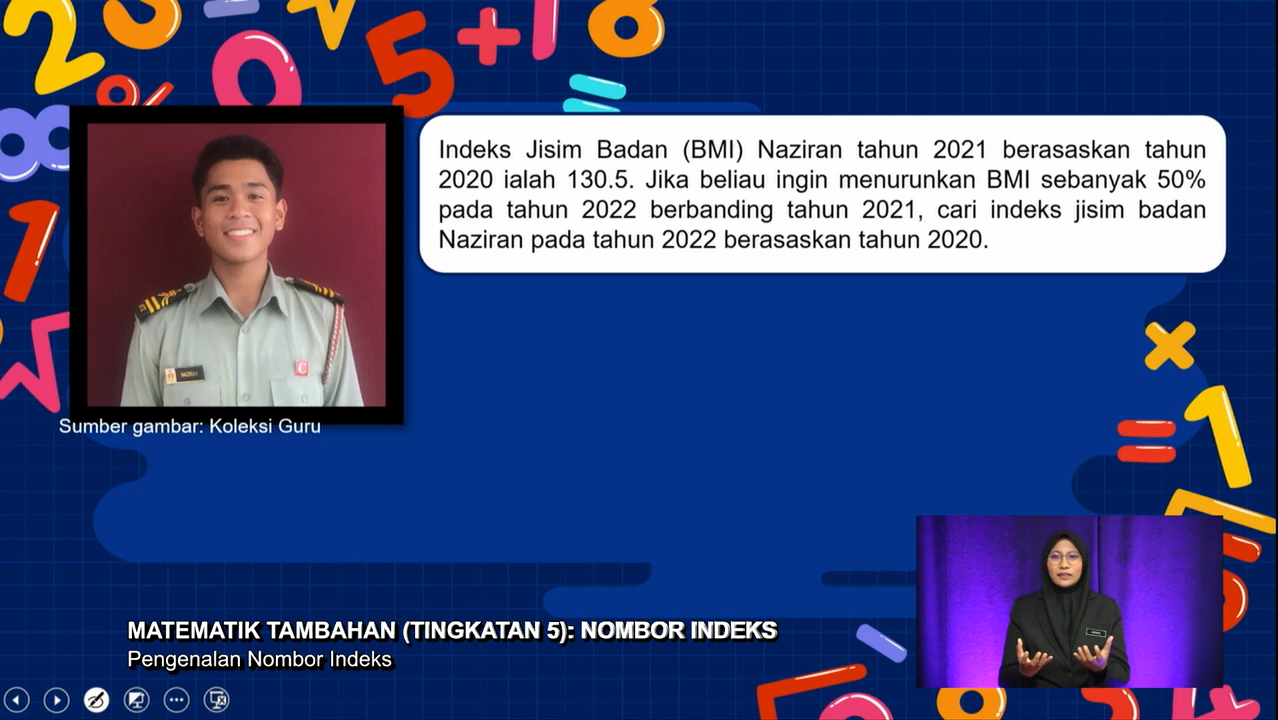 Indeks Jisim Badan (BMI) Naziran tahun 2021 berasaskan tahun
2020 ialah 130.5. Jika beliau ingin menurunkan BMI sebanyak 50%
pada tahun 2022 berbanding tahun 2021, cari indeks jisim badan
Naziran pada tahun 2022 berasaskan tahun 2020.
Sumber gambar: Koleksi Guru
MATEMATIK TAMBAHAN (TINGKATAN 5): NOMBOR INDEKS
Pengenalan Nombor Indeks